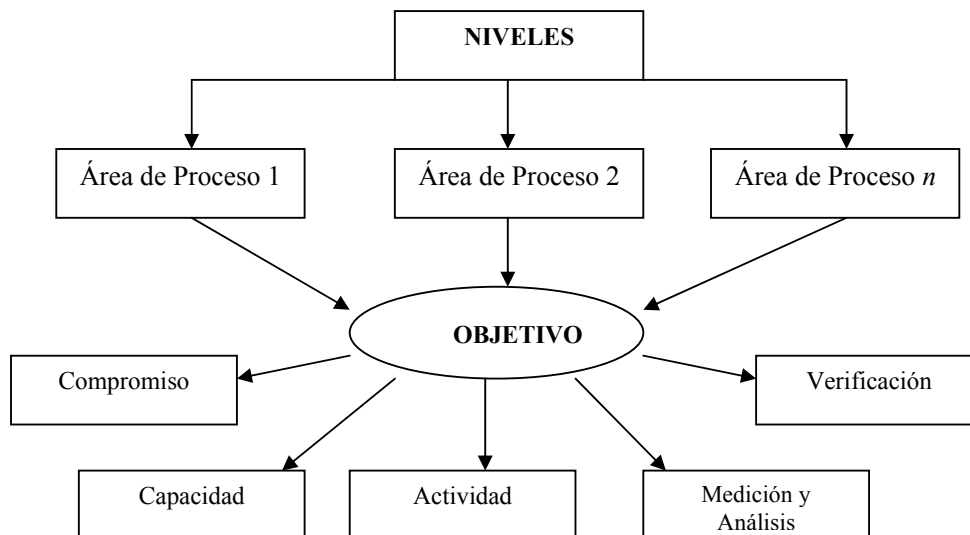 NIVELES
Área de Proceso 1
Área de Proceso 2
Área de Proceso n
OBJETIVO
Compromiso
Verificación
Capacidad
Actividad
Medición y
Análisis